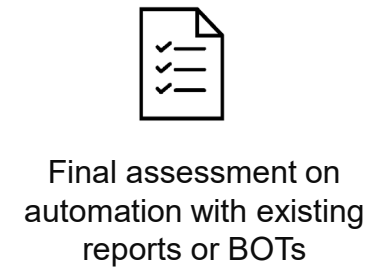 Final assessment on
automation with existing
reports or BOTs